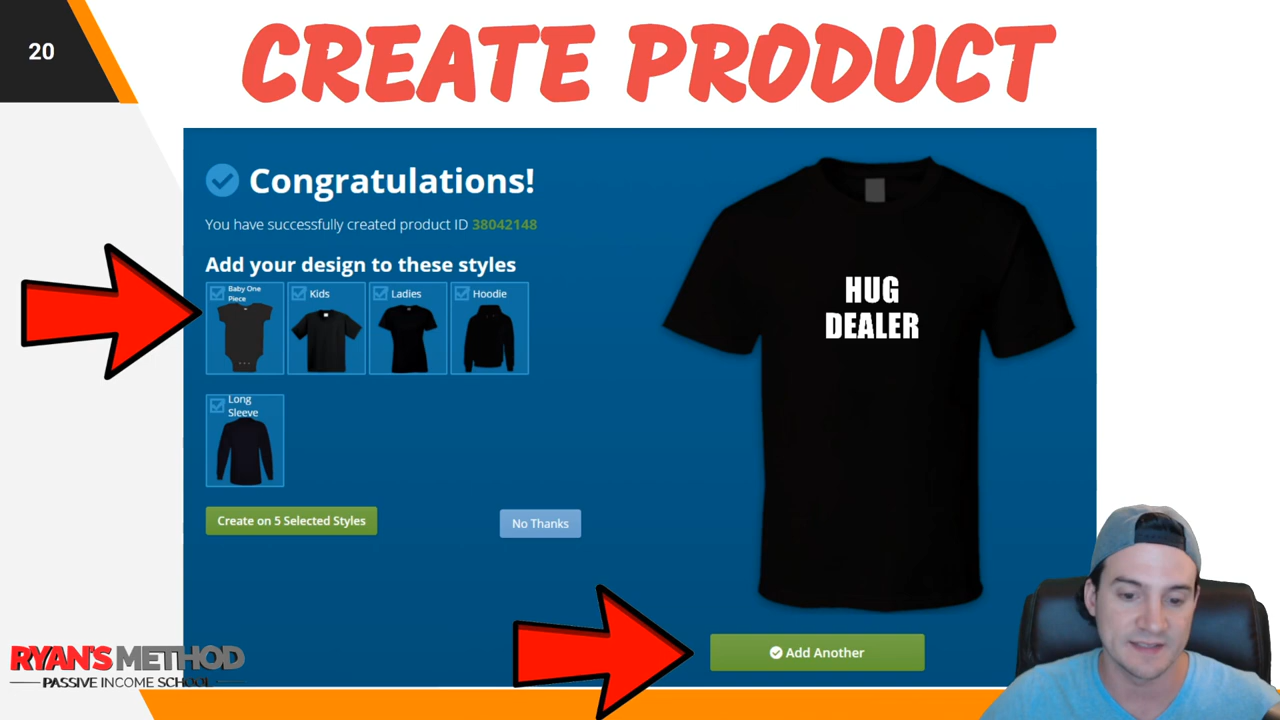 20
CREATE PRODUCT
Congratulations!
You have successfully created product ID 38042148
Add your design to these styles
Baby One
Piece
Kids
Ladies
Hoodie
Long
Sleeve
Create on 5 Selected Styles
No Thanks
HUG
DEALER
Add Another
RYAN'S METHOD
PASSIVE INCOME SCHOOL